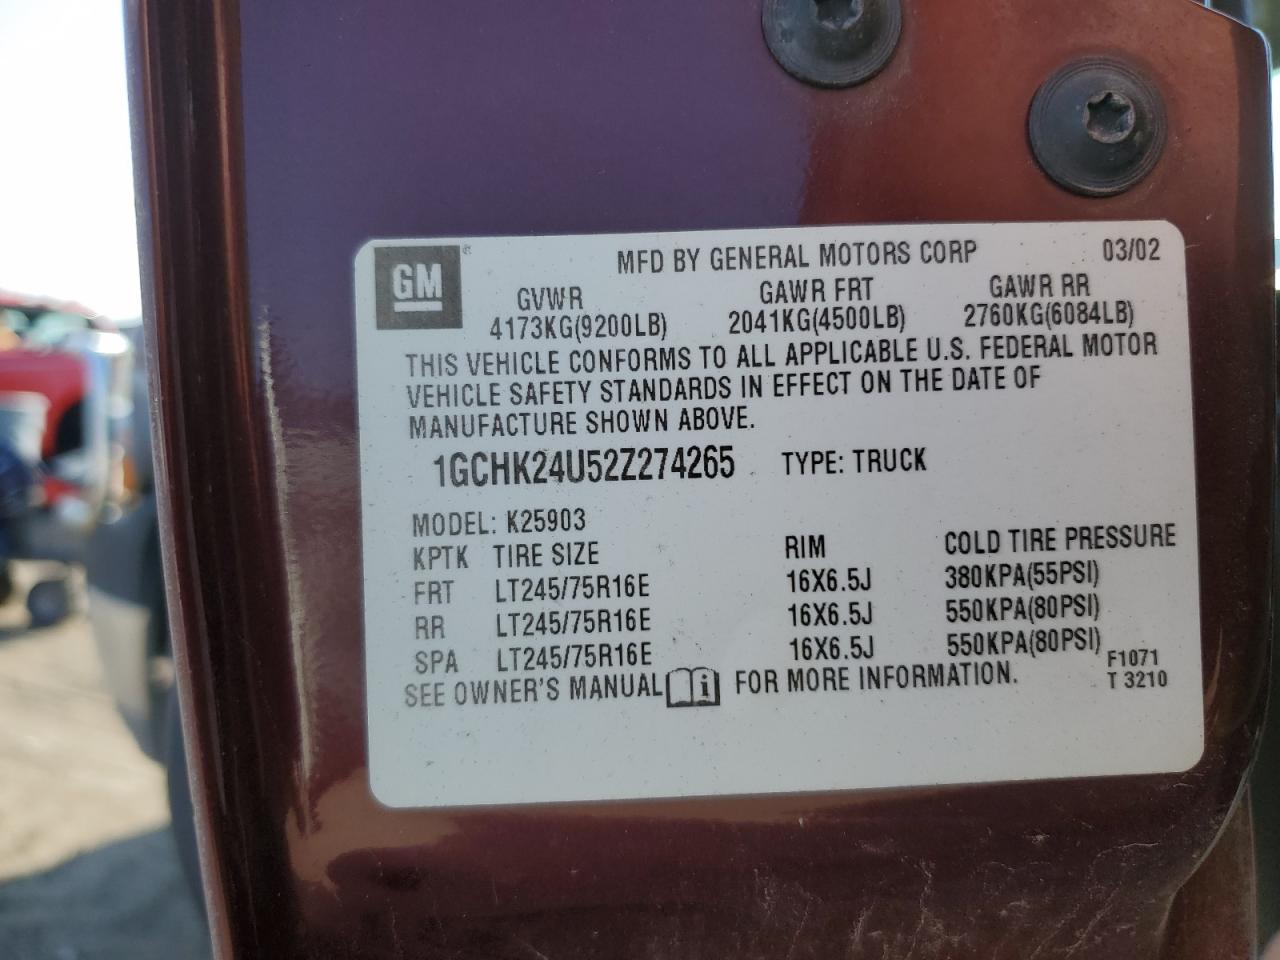 GM®
MFD BY GENERAL MOTORS CORP 03/02
GVWR GAWR FRT GAWR RR
4173KG(9200LB) 2041KG(4500LB) 2760KG(6084LB)
THIS VEHICLE CONFORMS TO ALL APPLICABLE U.S. FEDERAL MOTOR
VEHICLE SAFETY STANDARDS IN EFFECT ON THE DATE OF
MANUFACTURE SHOWN ABOVE.
1GCHK24U52Z274265 TYPE: TRUCK
MODEL: K25903
KPTK TIRE SIZE RIM COLD TIRE PRESSURE
FRT LT245/75R16E 16X6.5J 380KPA(55PSI)
RR LT245/75R16E 16X6.5J 550KPA(80PSI)
SPA LT245/75R16E 16X6.5J 550KPA(80PSI)
SEE OWNER'S MANUAL i FOR MORE INFORMATION.
F1071
T 3210